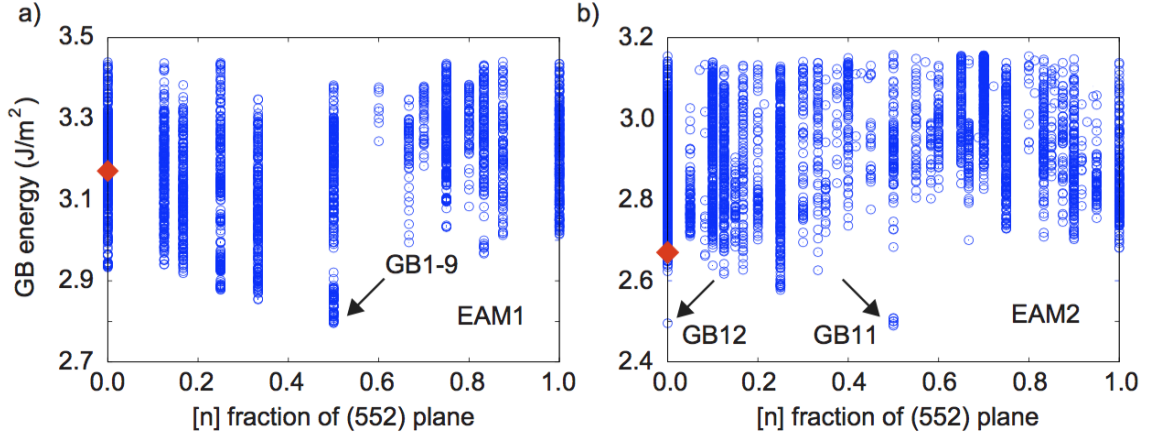 a)
3.5
3.3
3.1
2.9
2.7
GB energy (J/m²)
GB1-9
EAM1
0.0 0.2 0.4 0.6 0.8 1.0
[n] fraction of (552) plane
b)
3.2
3.0
2.8
2.6
2.4
GB12
GB11
EAM2
0.0 0.2 0.4 0.6 0.8 1.0
[n] fraction of (552) plane